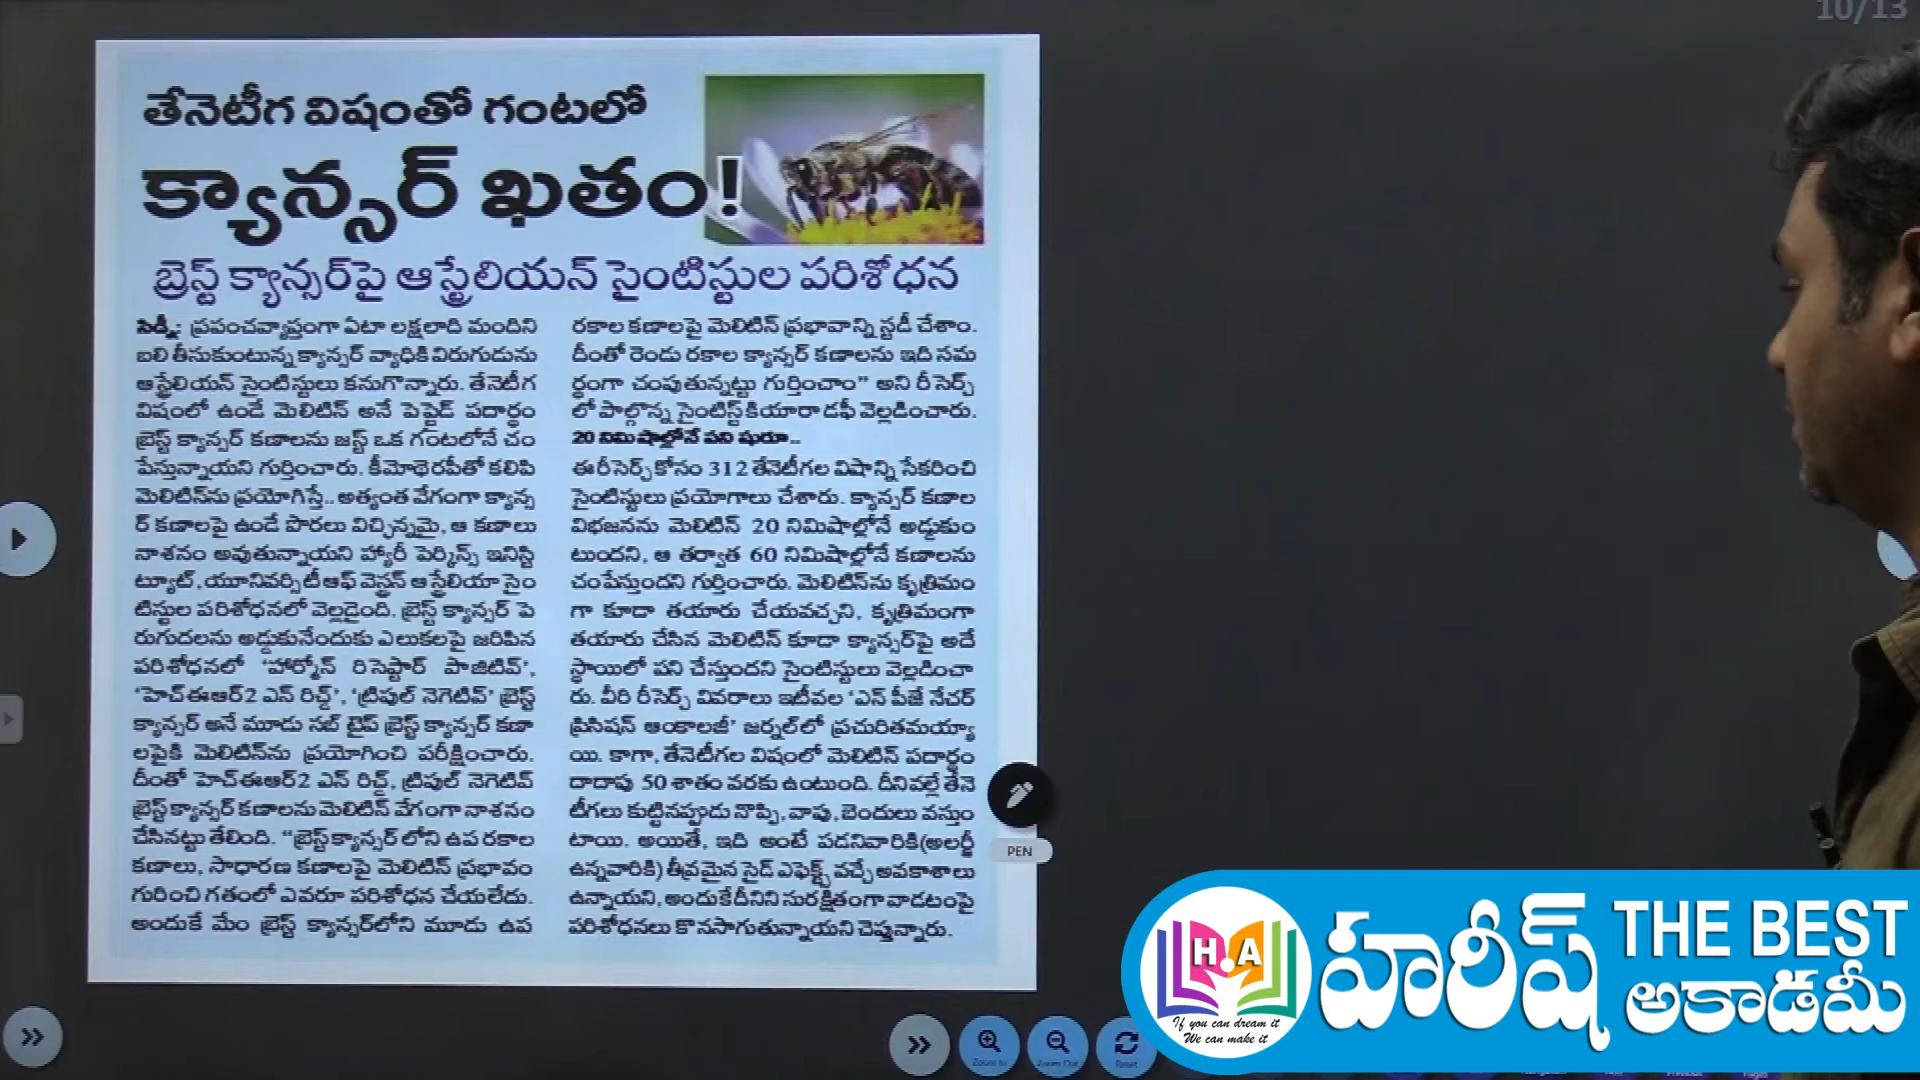 10/13
తేనెటీగ విషంతో గంటలో
క్యాన్సర్ ఖతం!
బ్రెస్ట్ క్యాన్సర్‌పై ఆస్ట్రేలియన్ సైంటిస్టుల పరిశోధన
సిడ్నీ: ప్రపంచవ్యాప్తంగా ఏటా లక్షలాది మందిని
బలి తీసుకుంటున్న క్యాన్సర్ వ్యాధికి విరుగుడును
ఆస్ట్రేలియన్ సైంటిస్టులు కనుగొన్నారు. తేనెటీగ
విషంలో ఉండే మెలిటిన్ అనే పెప్టైడ్ పదార్థం
బ్రెస్ట్ క్యాన్సర్ కణాలను జస్ట్ ఒక గంటలోనే చం
పేస్తున్నాయని గుర్తించారు. కీమోథెరపీతో కలిపి
మెలిటిన్‌ను ప్రయోగిస్తే.. అత్యంత వేగంగా క్యాన్స
ర్ కణాలపై ఉండే పొరలు విచ్ఛిన్నమై, ఆ కణాలు
నాశనం అవుతున్నాయని హ్యారీ పెర్కిన్స్ ఇనిస్టి
ట్యూట్, యూనివర్సిటీ ఆఫ్ వెస్ట్రన్ ఆస్ట్రేలియా సైం
టిస్టుల పరిశోధనలో వెల్లడైంది. బ్రెస్ట్ క్యాన్సర్ పె
రుగుదలను అడ్డుకునేందుకు ఎలుకలపై జరిపిన
పరిశోధనలో ‘హార్మోన్ రిసెప్టార్ పాజిటివ్’,
‘హెచ్ఈఆర్2 ఎన్ రిచ్డ్’, ‘ట్రిపుల్ నెగెటివ్’ బ్రెస్ట్
క్యాన్సర్ అనే మూడు సబ్ టైప్ బ్రెస్ట్ క్యాన్సర్ కణా
లపైకి మెలిటిన్‌ను ప్రయోగించి పరీక్షించారు.
దీంతో హెచ్ఈఆర్2 ఎన్ రిచ్డ్, ట్రిపుల్ నెగెటివ్
బ్రెస్ట్ క్యాన్సర్ కణాలను మెలిటిన్ వేగంగా నాశనం
చేసినట్టు తేలింది. “బ్రెస్ట్ క్యాన్సర్ లోని ఉప రకాల
కణాలు, సాధారణ కణాలపై మెలిటిన్ ప్రభావం
గురించి గతంలో ఎవరూ పరిశోధన చేయలేదు.
అందుకే మేం బ్రెస్ట్ క్యాన్సర్‌లోని మూడు ఉప
రకాల కణాలపై మెలిటిన్ ప్రభావాన్ని స్టడీ చేశాం.
దీంతో రెండు రకాల క్యాన్సర్ కణాలను ఇది సమ
ర్థంగా చంపుతున్నట్టు గుర్తించాం” అని రీసెర్చ్
లో పాల్గొన్న సైంటిస్ట్ కియారా డఫీ వెల్లడించారు.
20 నిమిషాల్లోనే పని షురూ..
ఈ రీసెర్చ్ కోసం 312 తేనెటీగల విషాన్ని సేకరించి
సైంటిస్టులు ప్రయోగాలు చేశారు. క్యాన్సర్ కణాల
విభజనను మెలిటిన్ 20 నిమిషాల్లోనే అడ్డుకుం
టుందని, ఆ తర్వాత 60 నిమిషాల్లోనే కణాలను
చంపేస్తుందని గుర్తించారు. మెలిటిన్‌ను కృత్రిమం
గా కూడా తయారు చేయవచ్చని, కృత్రిమంగా
తయారు చేసిన మెలిటిన్ కూడా క్యాన్సర్‌పై అదే
స్థాయిలో పని చేస్తుందని సైంటిస్టులు వెల్లడించా
రు. వీరి రీసెర్చ్ వివరాలు ఇటీవల ‘ఎన్ పీజే నేచర్
ప్రిసిషన్ ఆంకాలజీ’ జర్నల్‌లో ప్రచురితమయ్యా
యి. కాగా, తేనెటీగల విషంలో మెలిటిన్ పదార్థం
దాదాపు 50 శాతం వరకు ఉంటుంది. దీనివల్లే తేనె
టీగలు కుట్టినప్పుడు నొప్పి, వాపు, బెందులు వస్తుం
టాయి. అయితే, ఇది అంటే పడనివారికి(అలర్జీ
ఉన్నవారికి) తీవ్రమైన సైడ్ ఎఫెక్ట్స్ వచ్చే అవకాశాలు
ఉన్నాయని, అందుకే దీనిని సురక్షితంగా వాడటంపై
పరిశోధనలు కొనసాగుతున్నాయని చెప్తున్నారు.
PEN
Zoom In
Zoom Out
Reset
H.A
If you can dream it
We can make it
హరీష్
THE BEST
అకాడమీ